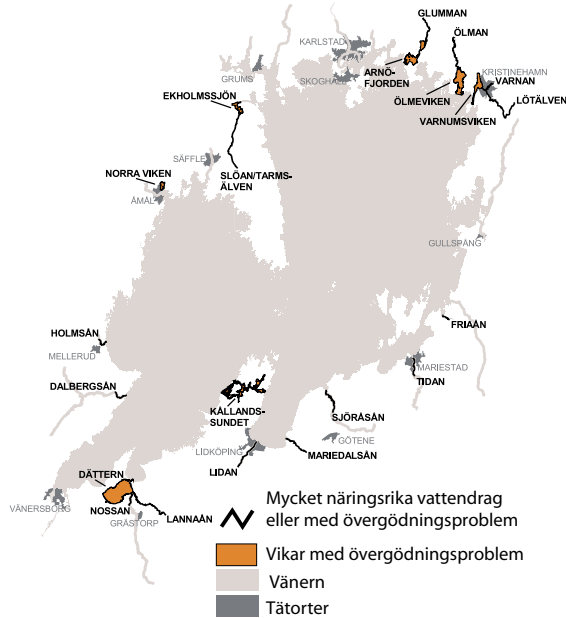 GLUMMAN
KARLSTAD
ÖLMAN
ARNÖ-
FJORDEN
GRUMS
SKOGHALL
KRISTINEHAMN
VARNAN
EKHOLMSSJÖN
ÖLMEVIKEN
LÖTÄLVEN
VARNUMSVIKEN
SÄFFLE
NORRA VIKEN
SLÖAN/TARMS-
ÄLVEN
ÅMÅL
GULLSPÅNG
FRIAÅN
HOLMSÅN
MELLERUD
MARIESTAD
TIDAN
DALBERGSÅN
KÅLLANDS-
SUNDET
SJÖRÅSÅN
GÖTENE
LIDKÖPING
MARIEDALSÅN
LIDAN
DÄTTERN
VÄNERSBORG
NOSSAN
LANNAÅN
GRÄSTORP
Mycket näringsrika vattendrag
eller med övergödningsproblem
Vikar med övergödningsproblem
Vänern
Tätorter